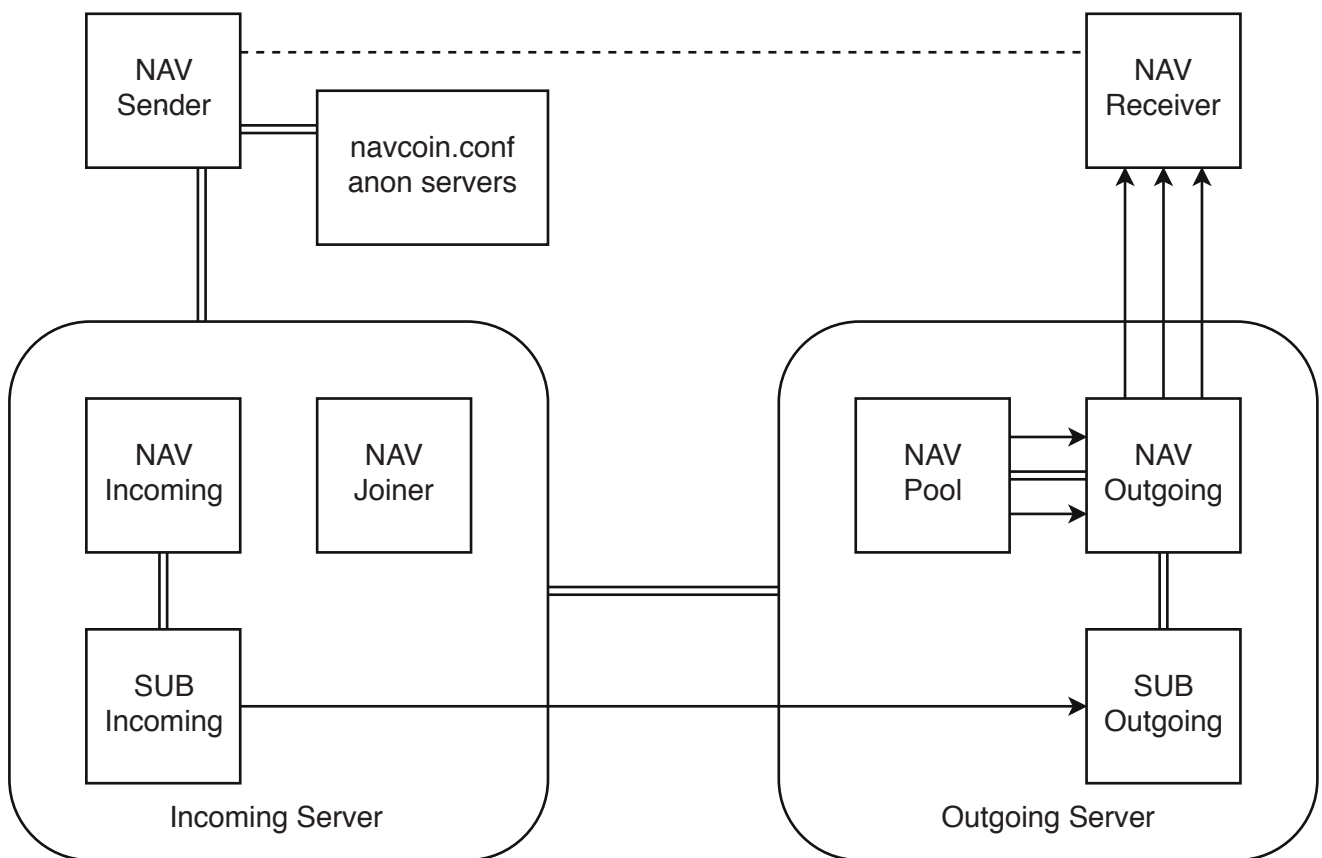 NAV
Sender
NAV
Receiver
navcoin.conf
anon servers
NAV
Incoming
NAV
Joiner
NAV
Pool
NAV
Outgoing
SUB
Incoming
SUB
Outgoing
Incoming Server
Outgoing Server